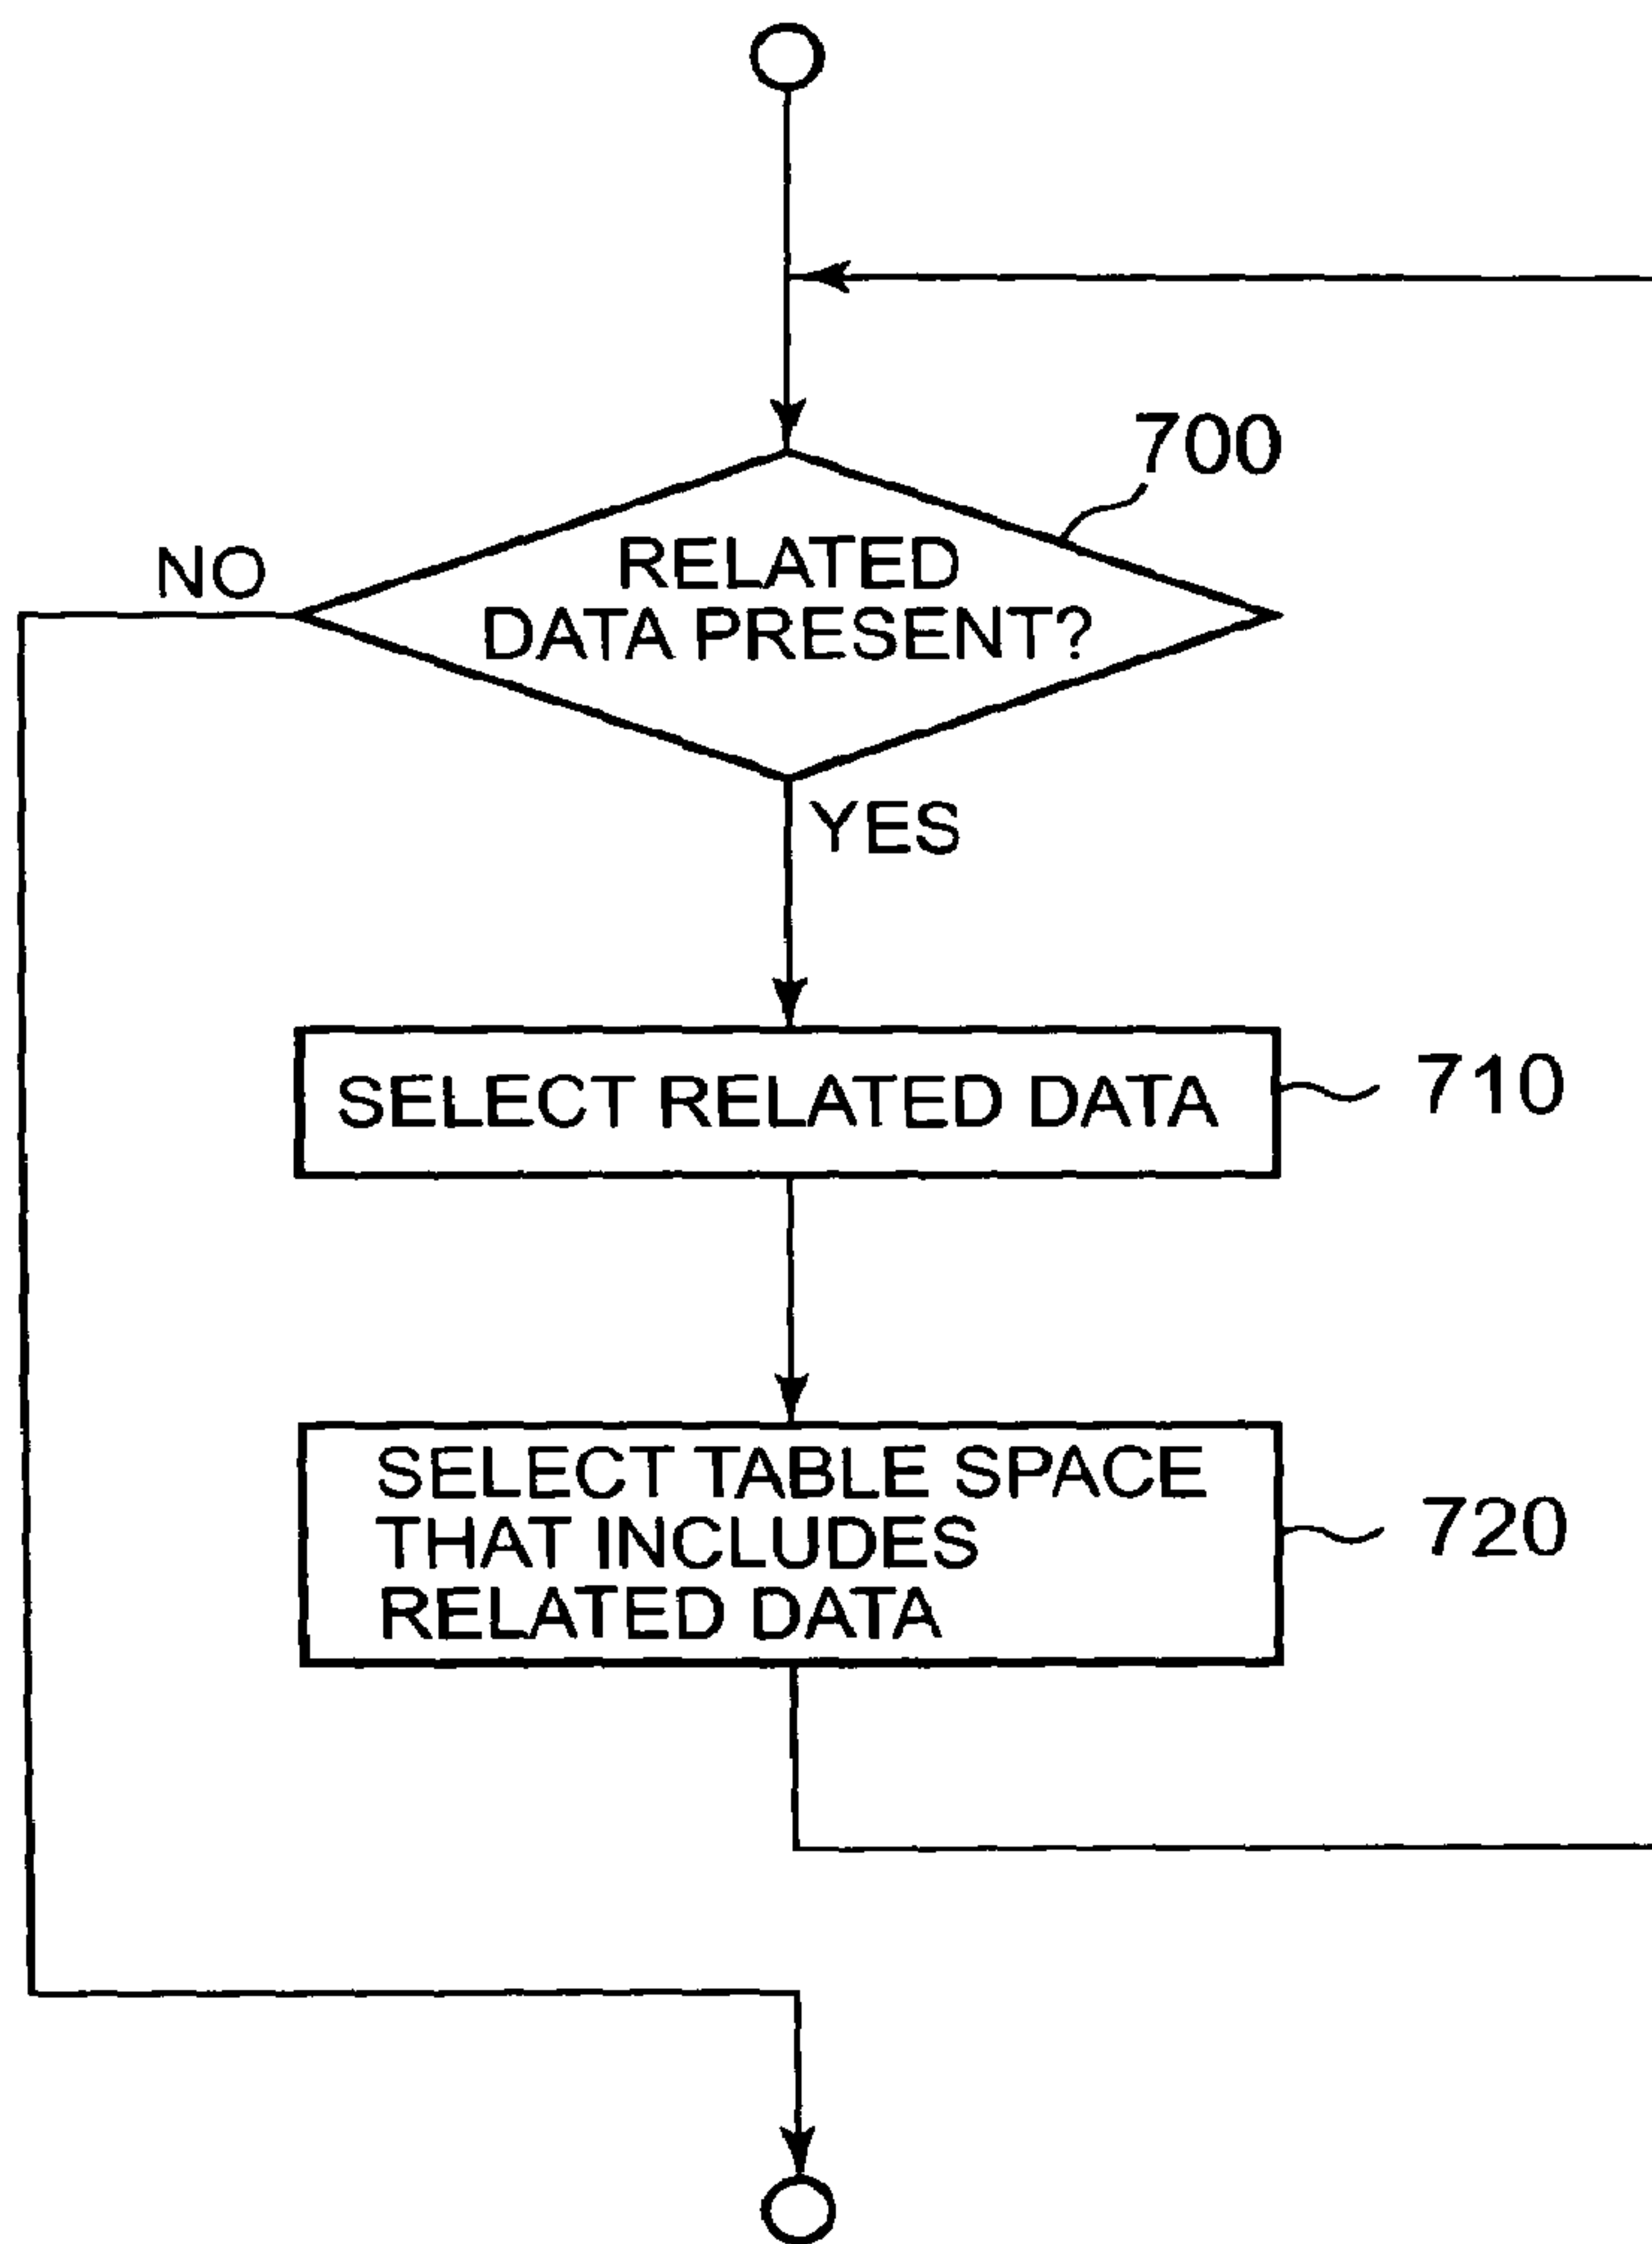 700
NO
RELATED
DATA PRESENT?
YES
SELECT RELATED DATA
710
SELECT TABLE SPACE
THAT INCLUDES
RELATED DATA
720